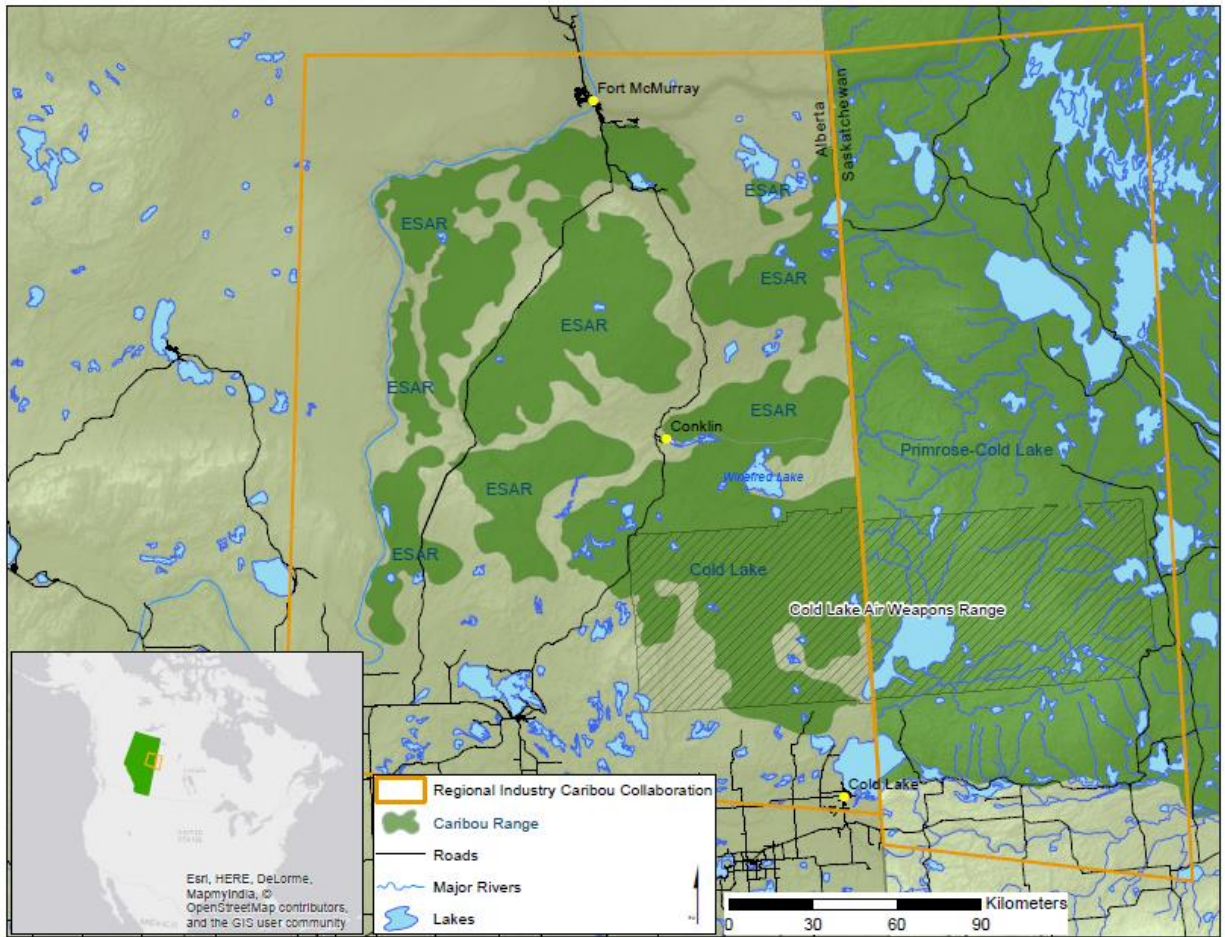 Fort McMurray
Alberta
Saskatchewan
ESAR
ESAR
ESAR
ESAR
ESAR
ESAR
Conklin
Primrose-Cold Lake
Winefred Lake
ESAR
ESAR
Cold Lake
Cold Lake Air Weapons Range
Cold Lake
Regional Industry Caribou Collaboration
Caribou Range
Roads
Major Rivers
Lakes
Kilometers
0 30 60 90
Esri, HERE, DeLorme,
MapmyIndia, ©
OpenStreetMap contributors,
and the GIS user community
MEXICO